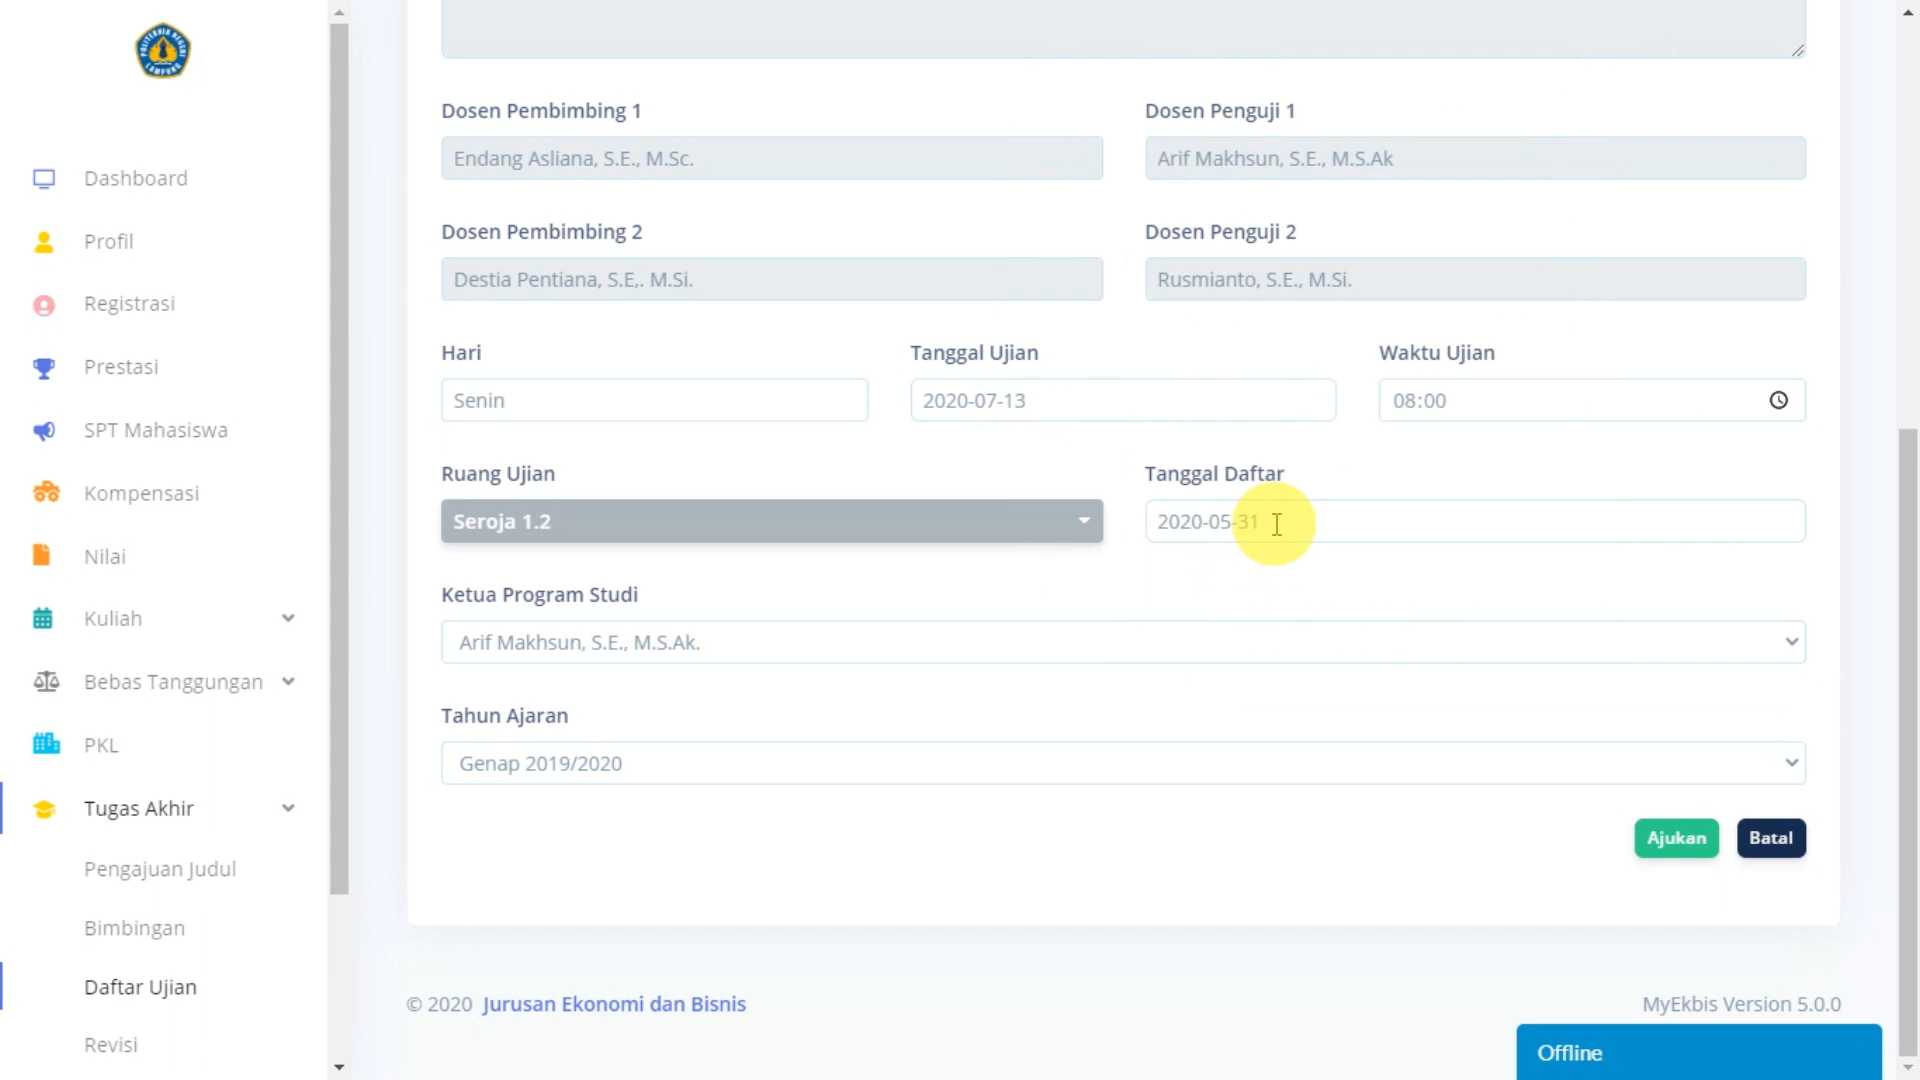 POLITEKNIK NEGERI
LAMPUNG
Dashboard
Profil
Registrasi
Prestasi
SPT Mahasiswa
Kompensasi
Nilai
Kuliah
Bebas Tanggungan
PKL
Tugas Akhir
Pengajuan Judul
Bimbingan
Daftar Ujian
Revisi
Dosen Pembimbing 1
Endang Asliana, S.E., M.Sc.
Dosen Penguji 1
Arif Makhsun, S.E., M.S.Ak
Dosen Pembimbing 2
Destia Pentiana, S.E,. M.Si.
Dosen Penguji 2
Rusmianto, S.E., M.Si.
Hari
Senin
Tanggal Ujian
2020-07-13
Waktu Ujian
08:00
Ruang Ujian
Seroja 1.2
Tanggal Daftar
2020-05-31
Ketua Program Studi
Arif Makhsun, S.E., M.S.Ak.
Tahun Ajaran
Genap 2019/2020
Ajukan
Batal
© 2020 Jurusan Ekonomi dan Bisnis
MyEkbis Version 5.0.0
Offline